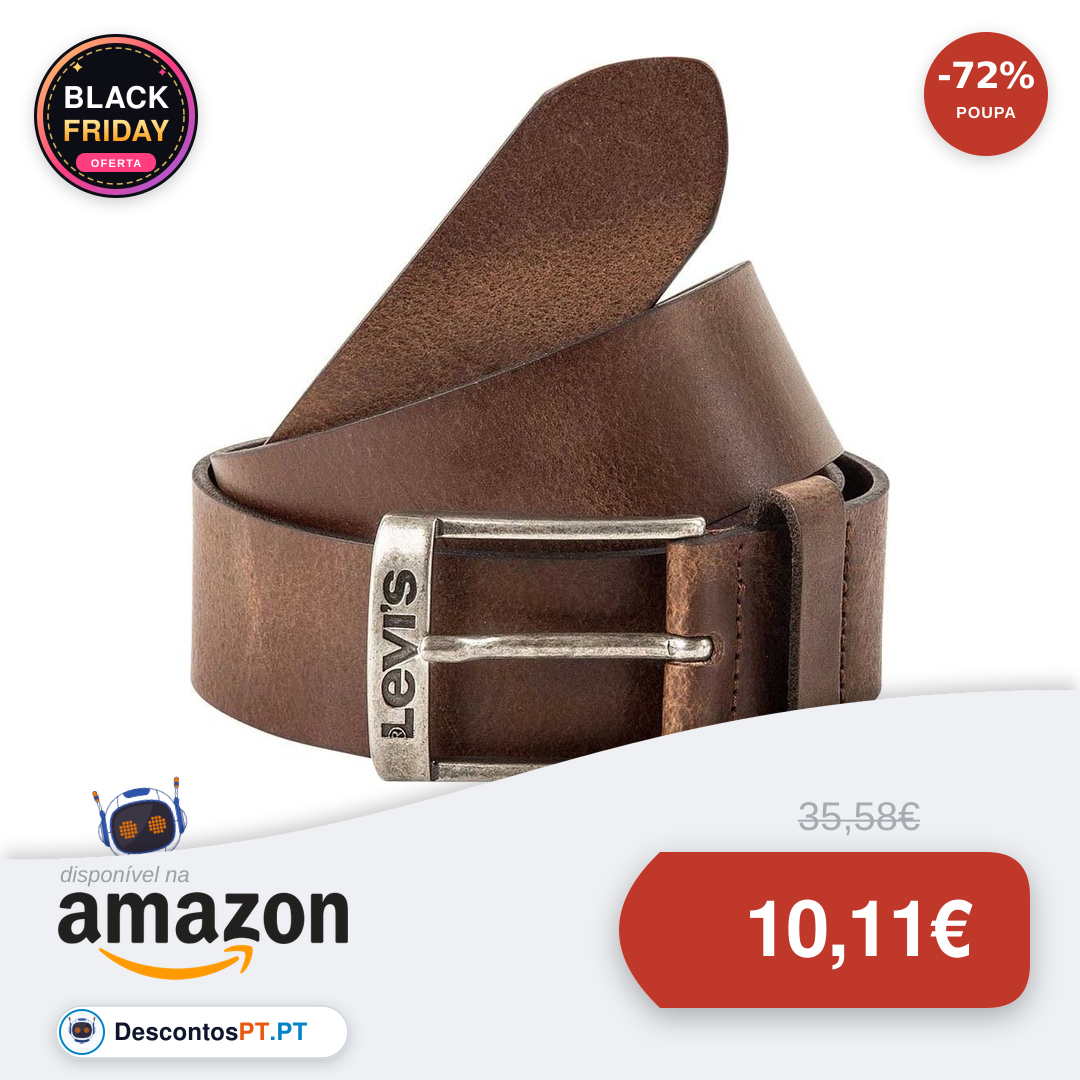 BLACK
FRIDAY
OFERTA
-72%
POUPA
Levi's®
35,58€
disponível na
amazon
10,11€
DescontosPT.PT